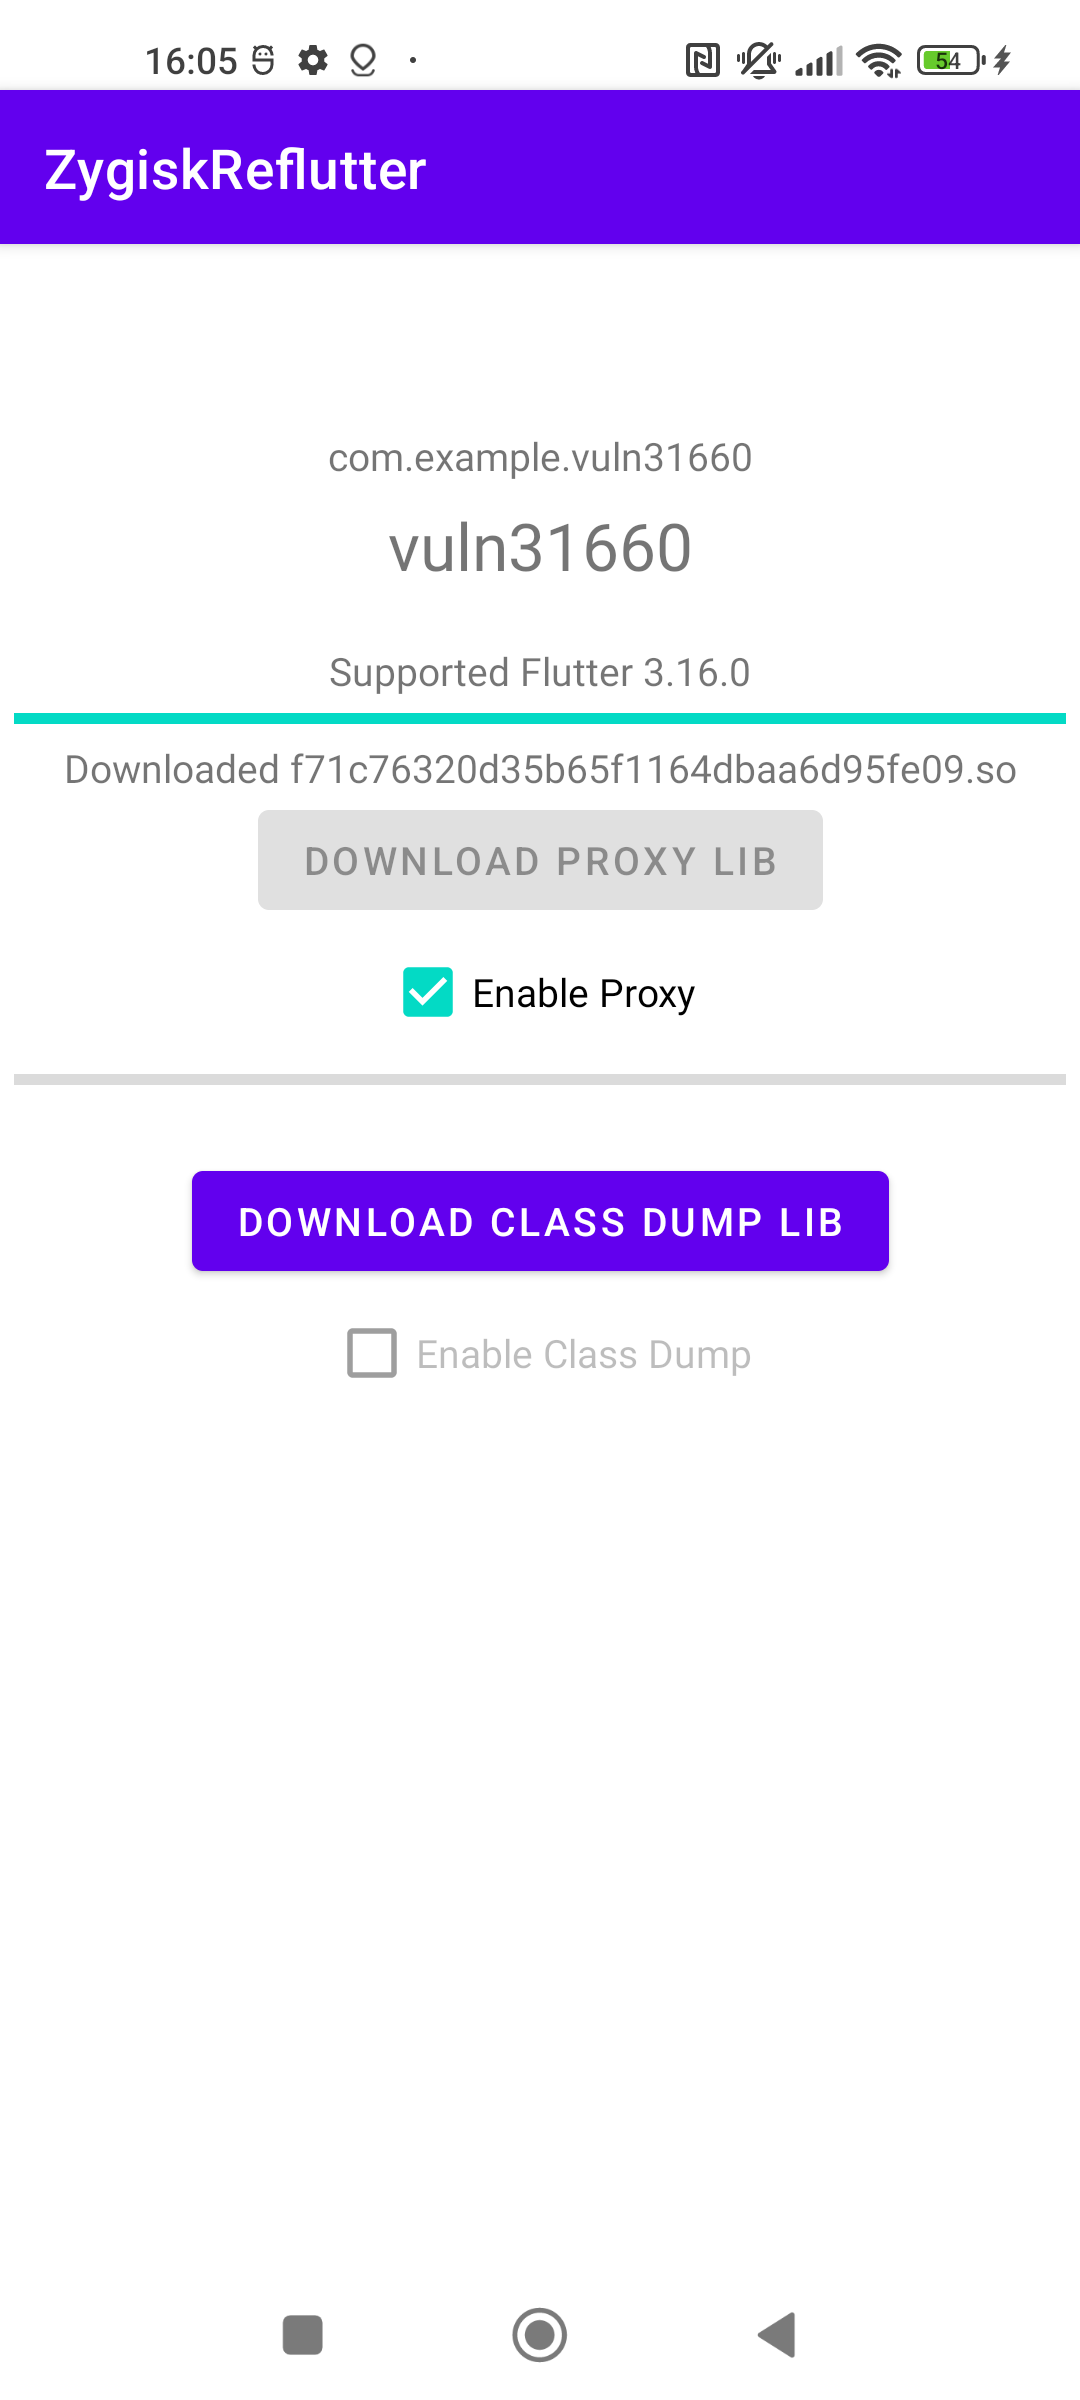 16:05
54
ZygiskReflutter
com.example.vuln31660
vuln31660
Supported Flutter 3.16.0
Downloaded f71c76320d35b65f1164dbaa6d95fe09.so
DOWNLOAD PROXY LIB
Enable Proxy
DOWNLOAD CLASS DUMP LIB
Enable Class Dump